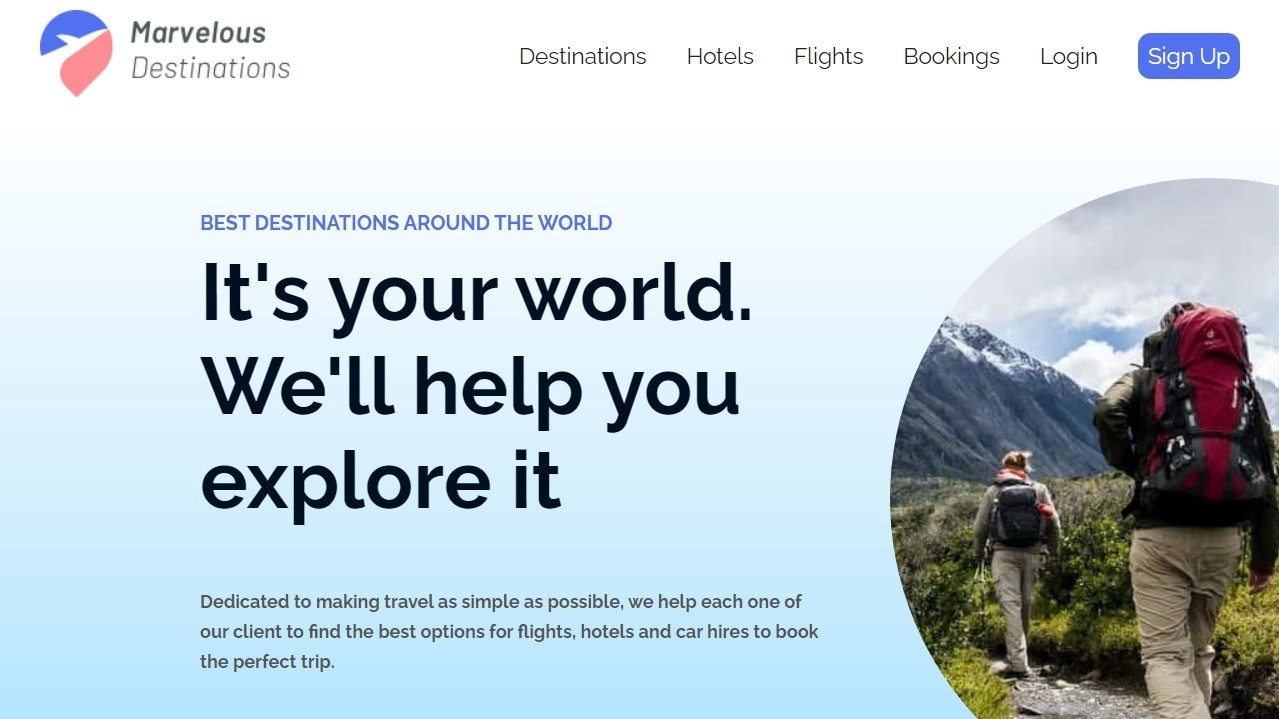 Marvelous
Destinations
Destinations Hotels Flights Bookings Login Sign Up
BEST DESTINATIONS AROUND THE WORLD
It's your world.
We'll help you
explore it
Dedicated to making travel as simple as possible, we help each one of
our client to find the best options for flights, hotels and car hires to book
the perfect trip.